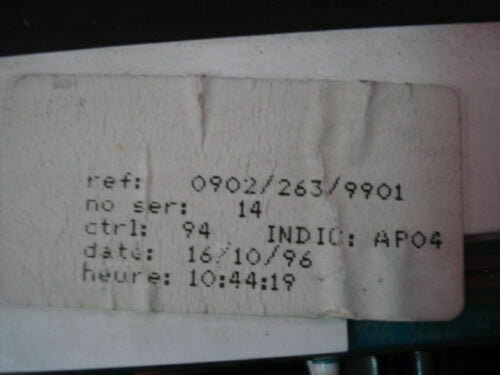 ref: 0902/263/9901
no ser: 14
ctrl: 94 INDIC: AP04
date: 16/10/96
heure: 10:44:19